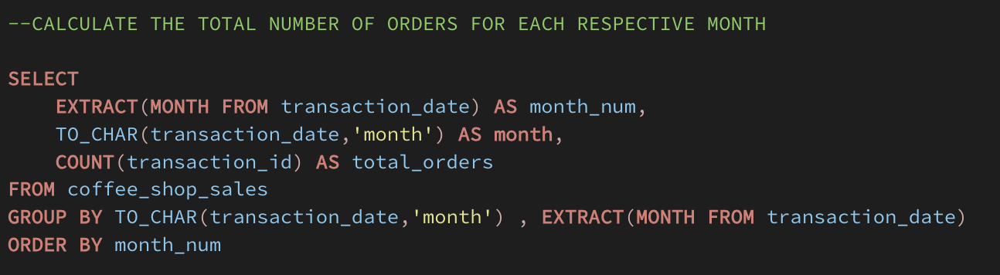 --CALCULATE THE TOTAL NUMBER OF ORDERS FOR EACH RESPECTIVE MONTH
SELECT
    EXTRACT(MONTH FROM transaction_date) AS month_num,
    TO_CHAR(transaction_date,'month') AS month,
    COUNT(transaction_id) AS total_orders
FROM coffee_shop_sales
GROUP BY TO_CHAR(transaction_date,'month') , EXTRACT(MONTH FROM transaction_date)
ORDER BY month_num